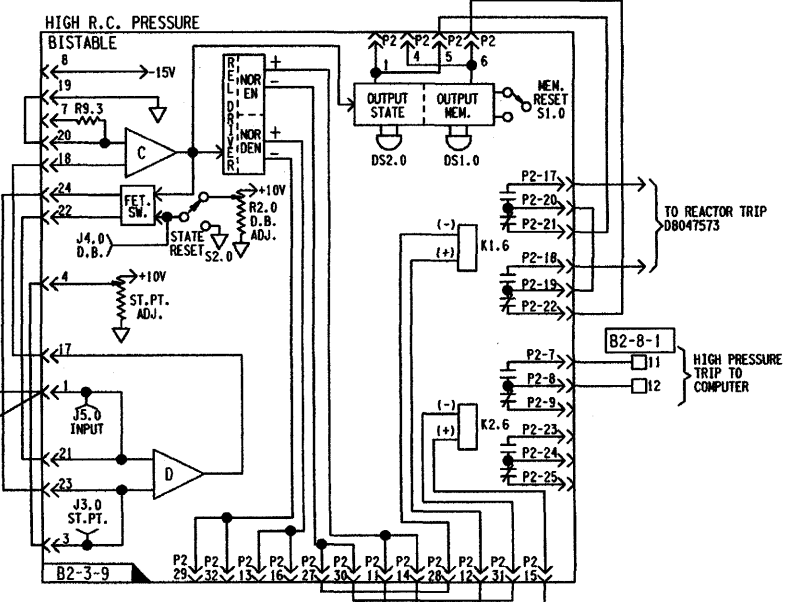 HIGH R.C. PRESSURE
BISTABLE
P2 P2 P2
1 4 5 6
8 -15V
19
7 R9.3
20
18
C
REL DRIVER
NOR EN
+
-
NOR DEN
+
-
OUTPUT STATE
OUTPUT MEM.
DS2.0 DS1.0
MEM. RESET S1.0
24
22
FET. SW.
J4.0 D.B.
STATE RESET S2.0
+10V
R2.0 D.B. ADJ.
4
+10V
ST.PT. ADJ.
17
1
J5.0 INPUT
21
23
D
J3.0 ST.PT.
3
(-)
(+)
K1.6
P2-17
P2-20
P2-21
P2-18
P2-19
P2-22
TO REACTOR TRIP
D8047573
(-)
(+)
K2.6
P2-7
P2-8
P2-9
P2-23
P2-24
P2-25
B2-8-1
11
12
HIGH PRESSURE
TRIP TO
COMPUTER
P2 P2 P2 P2 P2 P2 P2 P2 P2 P2 P2 P2
29 32 13 16 27 30 11 14 28 12 31 15
B2-3-9